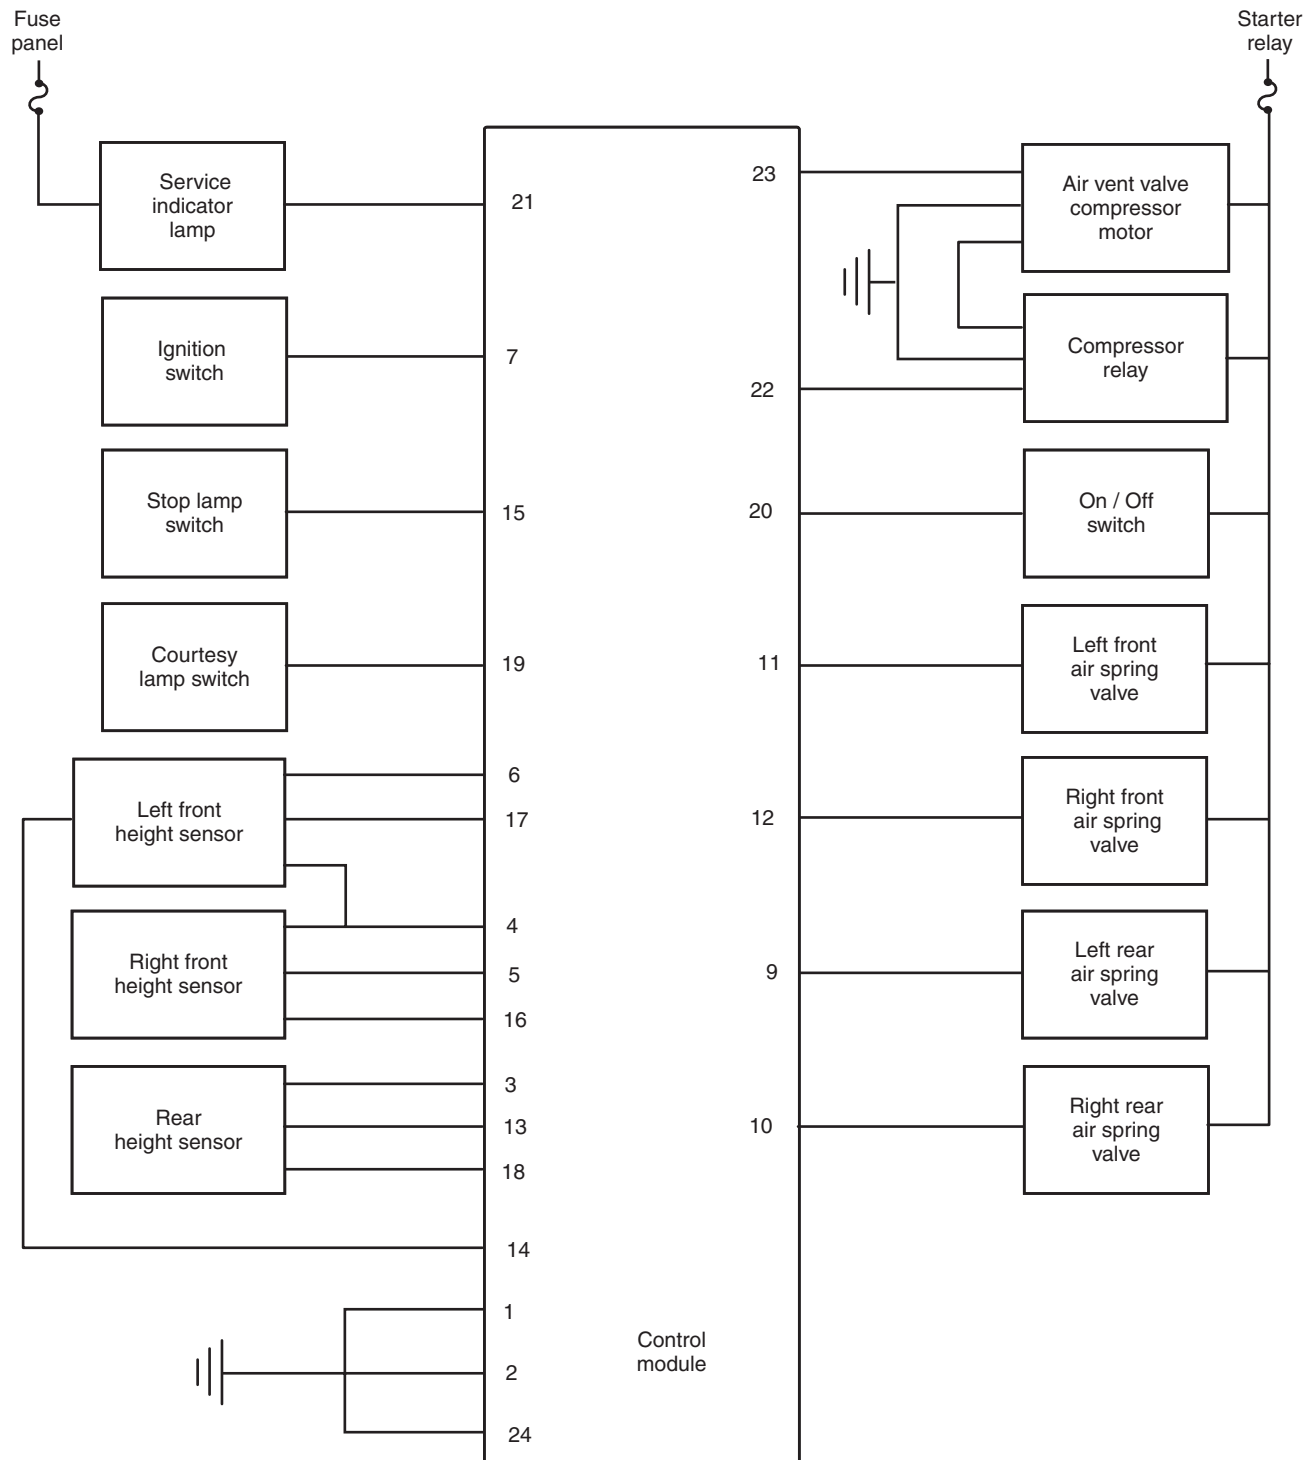 Fuse
panel
Starter
relay
Service
indicator
lamp
21
23
Air vent valve
compressor
motor
Ignition
switch
7
Compressor
relay
22
Stop lamp
switch
15
20
On / Off
switch
Courtesy
lamp switch
19
11
Left front
air spring
valve
Left front
height sensor
6
17
12
Right front
air spring
valve
4
Right front
height sensor
5
16
9
Left rear
air spring
valve
Rear
height sensor
3
13
18
10
Right rear
air spring
valve
14
1
2
24
Control
module